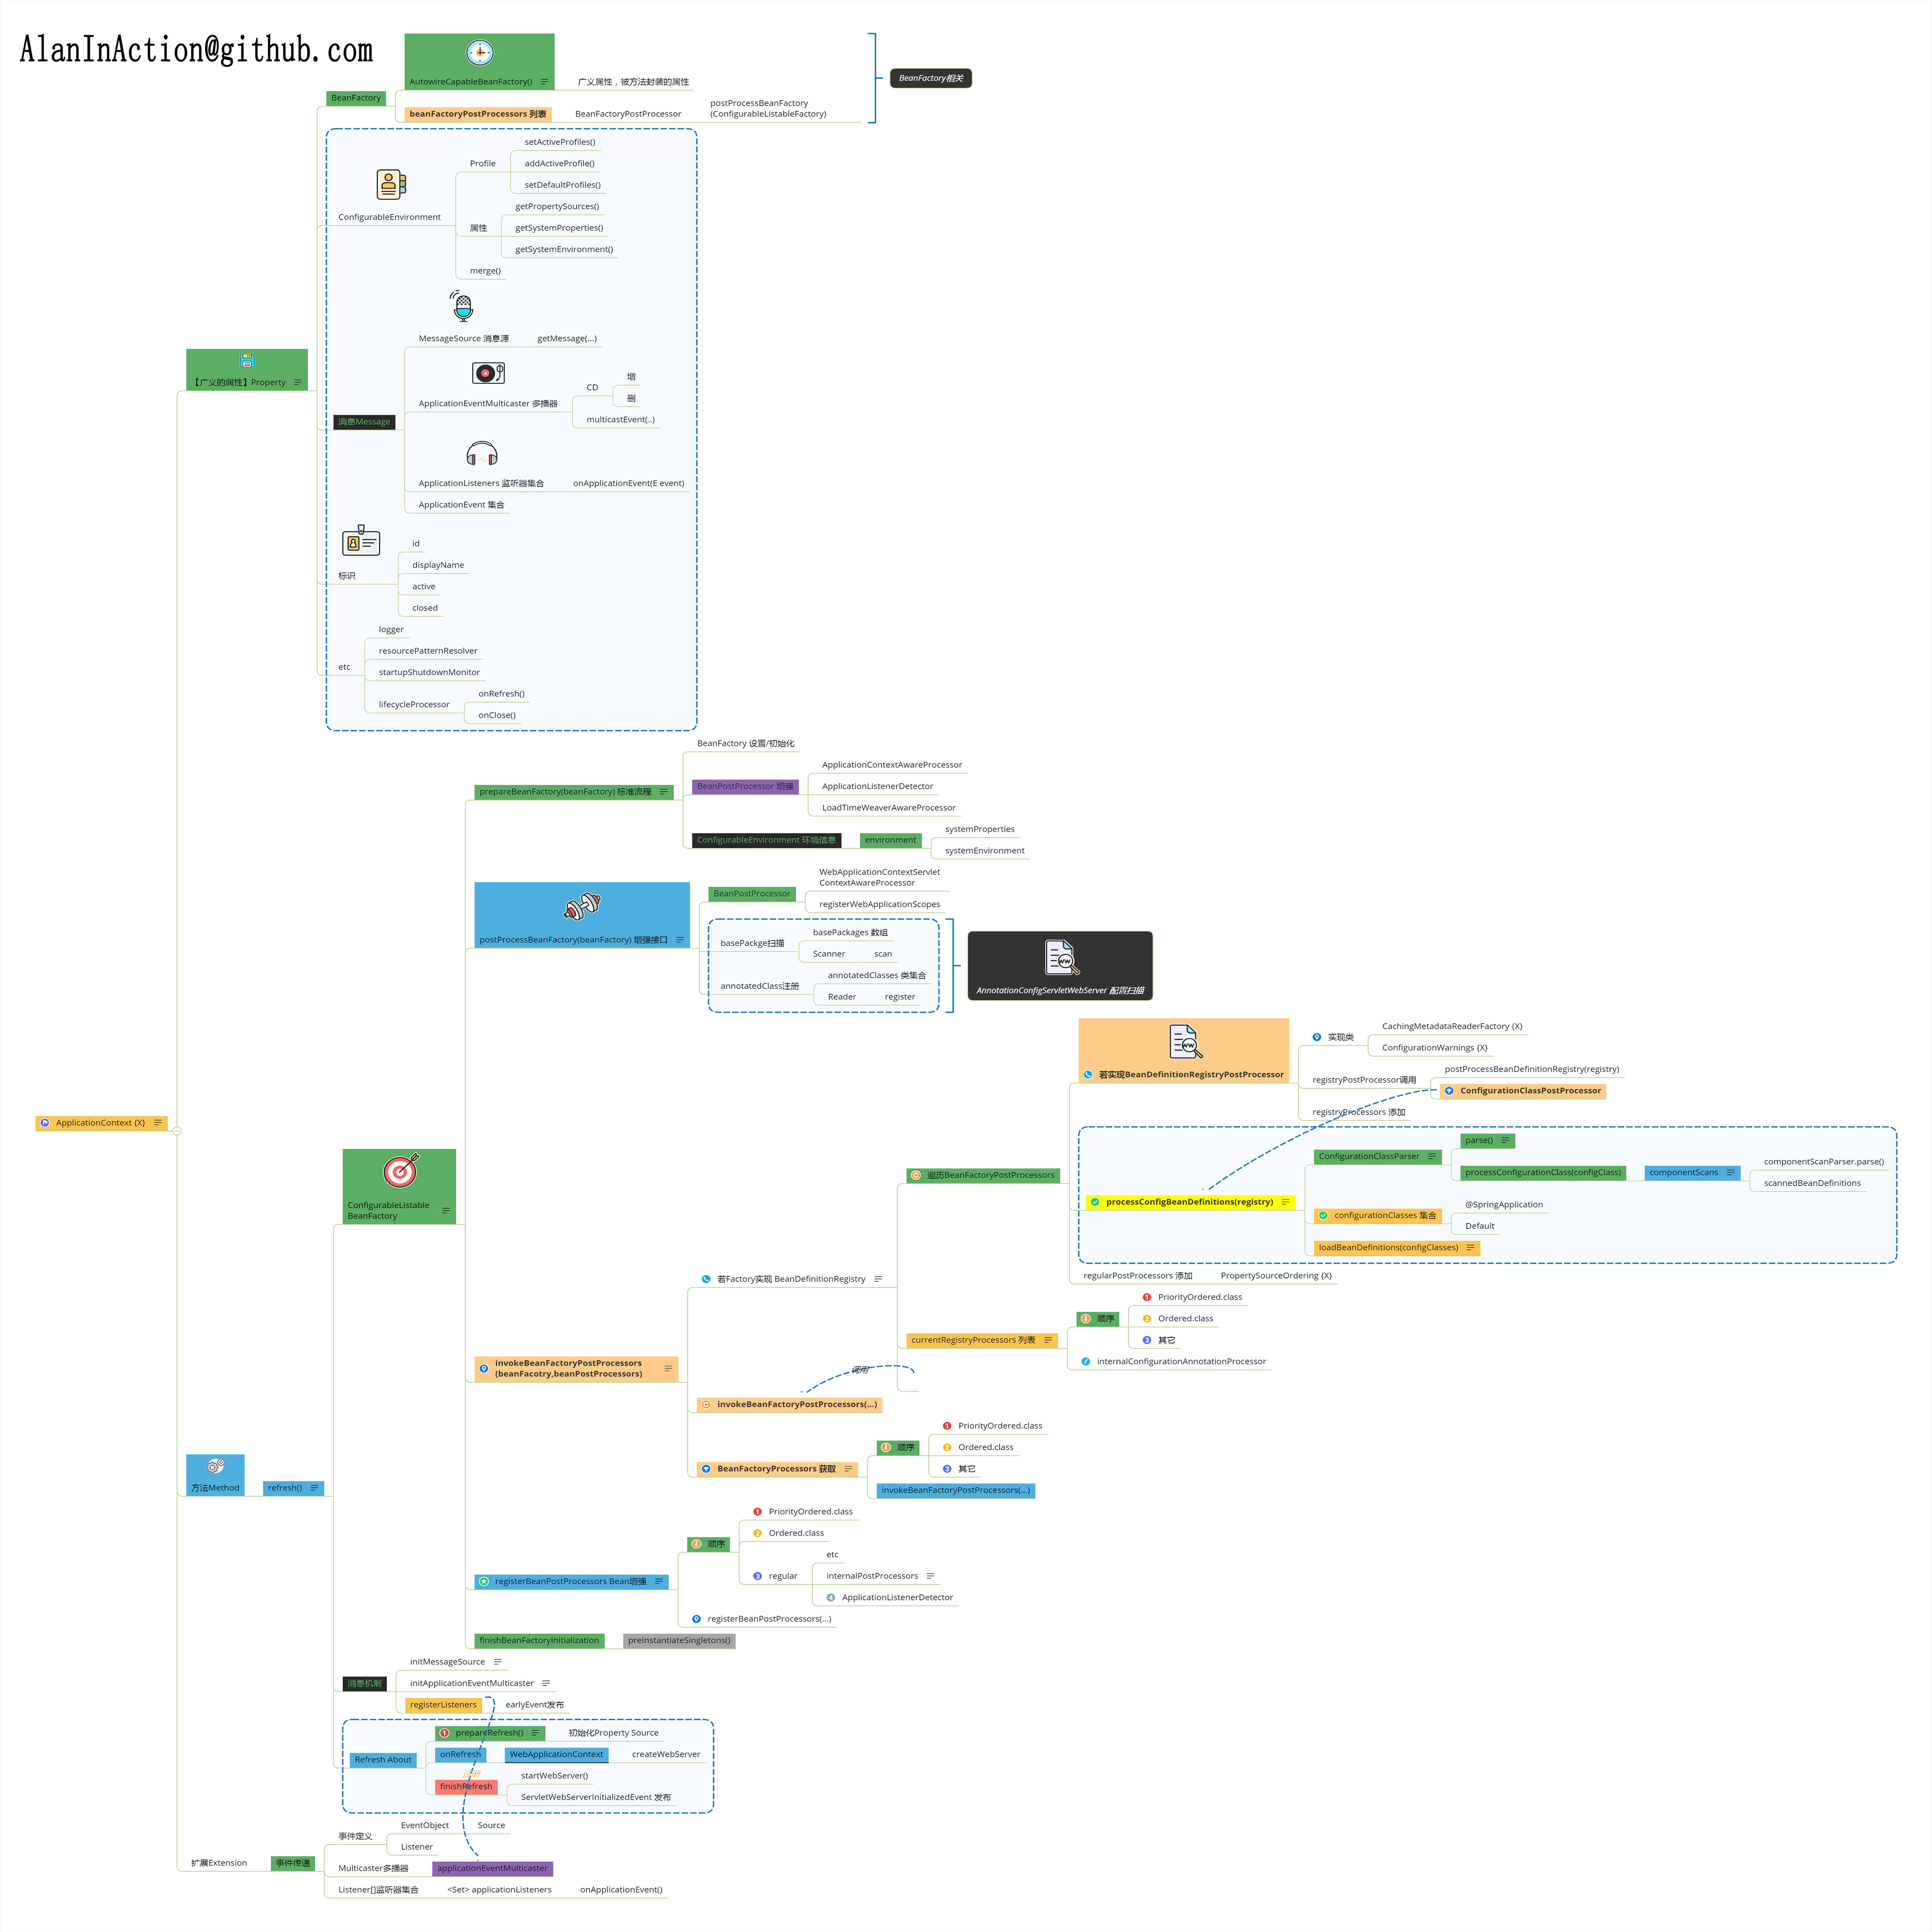 AlanInAction@github.com
AutowireCapableBeanFactory()
广义属性，被方法封装的属性
BeanFactory相关
BeanFactory
beanFactoryPostProcessors 列表
BeanFactoryPostProcessor
postProcessBeanFactory
(ConfigurableListableFactory)
setActiveProfiles()
Profile
addActiveProfile()
setDefaultProfiles()
ConfigurableEnvironment
getPropertySources()
属性
getSystemProperties()
getSystemEnvironment()
merge()
MessageSource 消息源
getMessage(...)
【广义的属性】Property
消息Message
ApplicationEventMulticaster 多播器
CD
增
删
multicastEvent(..)
ApplicationListeners 监听器集合
onApplicationEvent(E event)
ApplicationEvent 集合
标识
id
displayName
active
closed
etc
logger
resourcePatternResolver
startupShutdownMonitor
lifecycleProcessor
onRefresh()
onClose()
BeanFactory 设置/初始化
prepareBeanFactory(beanFactory) 标准流程
BeanPostProcessor 增强
ApplicationContextAwareProcessor
ApplicationListenerDetector
LoadTimeWeaverAwareProcessor
ConfigurableEnvironment 环境信息
environment
systemProperties
systemEnvironment
postProcessBeanFactory(beanFactory) 增强接口
BeanPostProcessor
WebApplicationContextServlet
ContextAwareProcessor
registerWebApplicationScopes
basePackge扫描
basePackages 数组
Scanner
scan
annotatedClass注册
annotatedClasses 类集合
Reader
register
AnnotationConfigServletWebServer 配置扫描
ApplicationContext {X}
ConfigurableListable
BeanFactory
若实现BeanDefinitionRegistryPostProcessor
实现类
CachingMetadataReaderFactory {X}
ConfigurationWarnings {X}
registryPostProcessor调用
postProcessBeanDefinitionRegistry(registry)
ConfigurationClassPostProcessor
registryProcessors 添加
遍历BeanFactoryPostProcessors
processConfigBeanDefinitions(registry)
ConfigurationClassParser
parse()
processConfigurationClass(configClass)
componentScans
componentScanParser.parse()
scannedBeanDefinitions
configurationClasses 集合
@SpringApplication
Default
loadBeanDefinitions(configClasses)
regularPostProcessors 添加
PropertySourceOrdering {X}
若Factory实现 BeanDefinitionRegistry
currentRegistryProcessors 列表
顺序
1 PriorityOrdered.class
2 Ordered.class
3 其它
internalConfigurationAnnotationProcessor
调用
invokeBeanFactoryPostProcessors
(beanFacotry,beanPostProcessors)
invokeBeanFactoryPostProcessors(...)
BeanFactoryProcessors 获取
顺序
1 PriorityOrdered.class
2 Ordered.class
3 其它
invokeBeanFactoryPostProcessors(...)
方法Method
refresh()
registerBeanPostProcessors Bean增强
顺序
1 PriorityOrdered.class
2 Ordered.class
3 regular
etc
internalPostProcessors
4 ApplicationListenerDetector
registerBeanPostProcessors(...)
finishBeanFactoryInitialization
preInstantiateSingletons()
消息机制
initMessageSource
initApplicationEventMulticaster
registerListeners
earlyEvent发布
Refresh About
1 prepareRefresh()
初始化Property Source
onRefresh
WebApplicationContext
createWebServer
finishRefresh
startWebServer()
ServletWebServerInitializedEvent 发布
扩展Extension
事件传递
事件定义
EventObject
Source
Listener
Multicaster多播器
applicationEventMulticaster
Listener[]监听器集合
<Set> applicationListeners
onApplicationEvent()